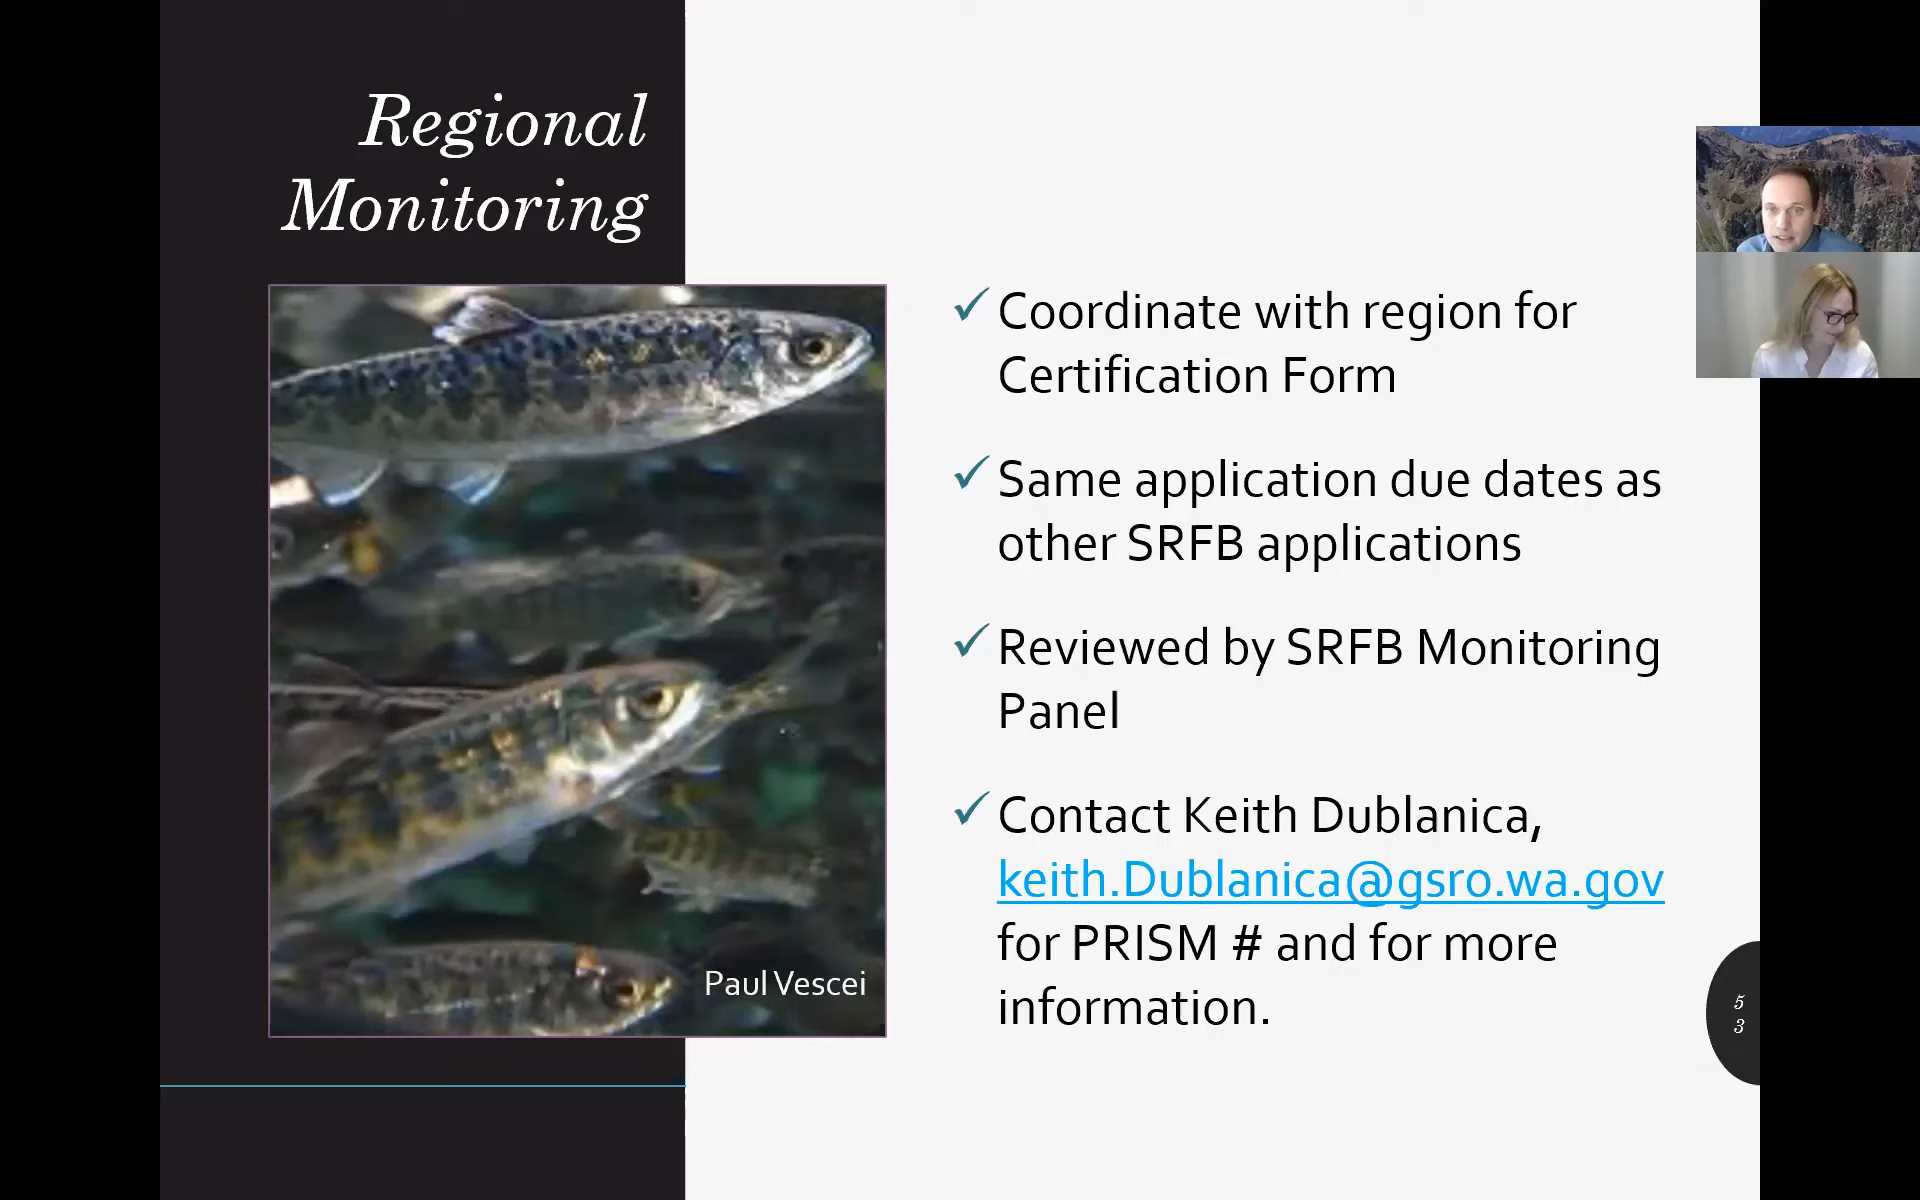 Regional
Monitoring
Coordinate with region for
Certification Form
Same application due dates as
other SRFB applications
Reviewed by SRFB Monitoring
Panel
Contact Keith Dublanica,
keith.Dublanica@gsro.wa.gov
for PRISM # and for more
information.
Paul Vescei
5
3